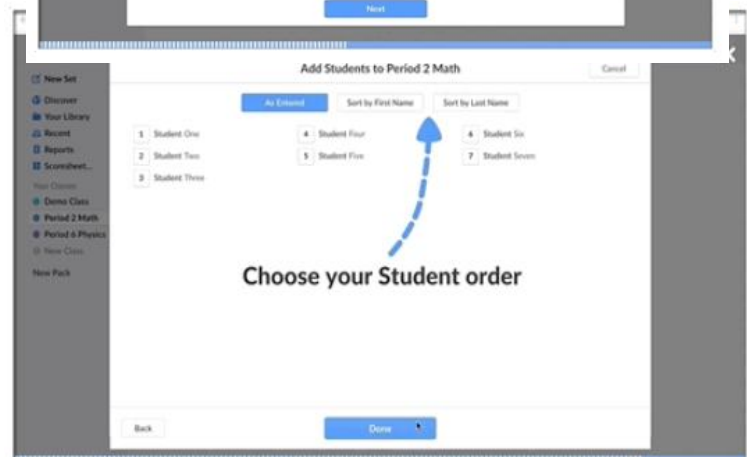 Next
Add Students to Period 2 Math
Cancel
New Set
Discover
Your Library
Recent
Reports
Scoresheet...
Your Classes
Demo Class
Period 2 Math
Period 6 Physics
New Class
New Pack
As Entered
Sort by First Name
Sort by Last Name
1 Student One
2 Student Two
3 Student Three
4 Student Four
5 Student Five
6 Student Six
7 Student Seven
Choose your Student order
Back
Done